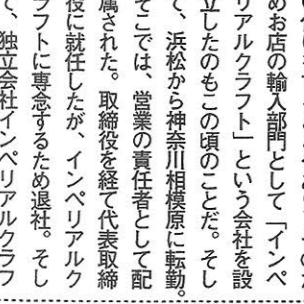 めお店の輸入部門として「インペ
リアルクラフト」という会社を設
立したのもこの頃のことだ。そし
て、浜松から神奈川相模原に転勤。
そこでは、営業の責任者として配
属された。取締役を経て代表取締
役に就任したが、インペリアルク
ラフトに専念するため退社。そし
て、独立会社インペリアルクラフ